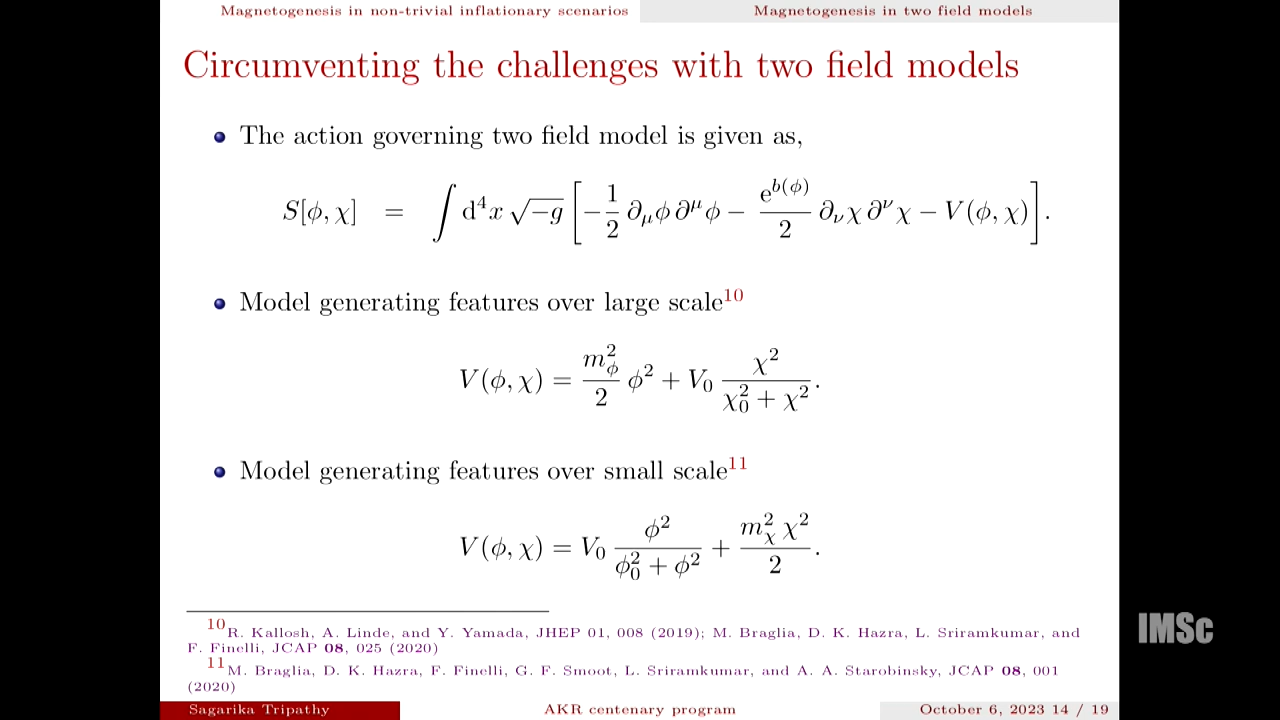 Magnetogenesis in non-trivial inflationary scenarios Magnetogenesis in two field models
Circumventing the challenges with two field models
• The action governing two field model is given as,
S[ϕ, χ] = ∫ d⁴x √−g [ −1/2 ∂_μϕ ∂^μϕ − e^{b(ϕ)}/2 ∂_νχ ∂^νχ − V(ϕ, χ) ].
• Model generating features over large scale¹⁰
V(ϕ, χ) = m_ϕ²/2 ϕ² + V₀ χ²/(χ₀² + χ²).
• Model generating features over small scale¹¹
V(ϕ, χ) = V₀ ϕ²/(ϕ₀² + ϕ²) + m_χ² χ²/2.
¹⁰R. Kallosh, A. Linde, and Y. Yamada, JHEP 01, 008 (2019); M. Braglia, D. K. Hazra, L. Sriramkumar, and
F. Finelli, JCAP 08, 025 (2020)
¹¹M. Braglia, D. K. Hazra, F. Finelli, G. F. Smoot, L. Sriramkumar, and A. A. Starobinsky, JCAP 08, 001
(2020)
Sagarika Tripathy AKR centenary program October 6, 2023 14 / 19
IMSc